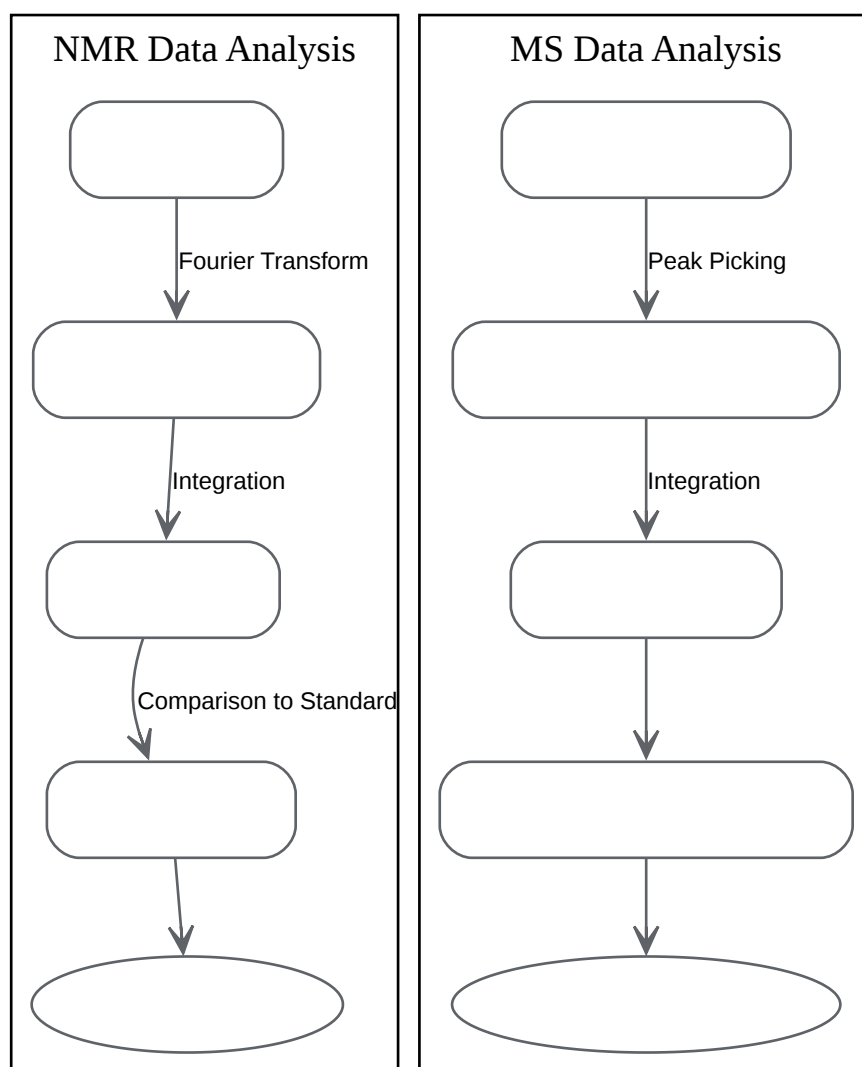 NMR Data Analysis
Fourier Transform
Integration
Comparison to Standard
MS Data Analysis
Peak Picking
Integration